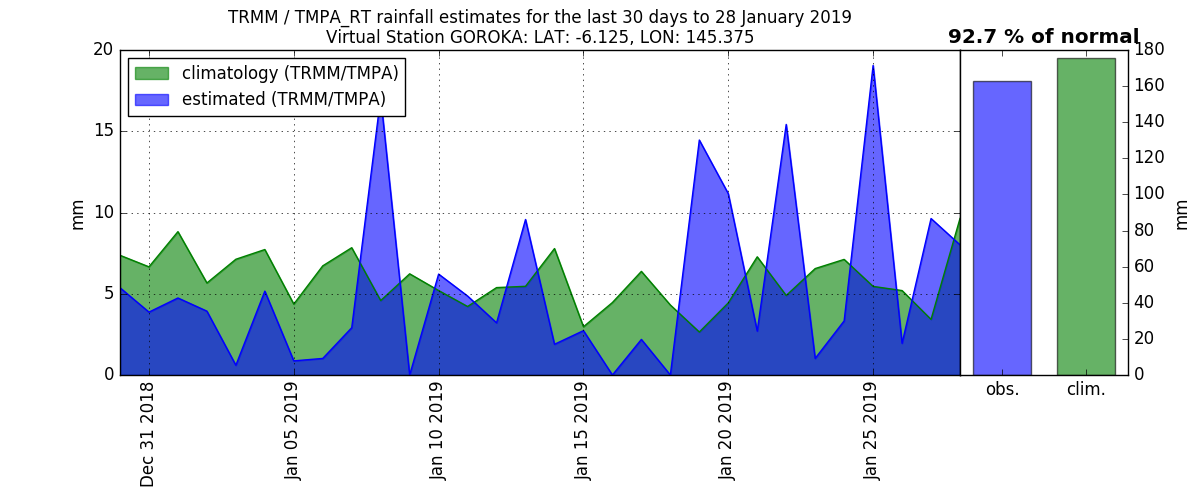 TRMM / TMPA_RT rainfall estimates for the last 30 days to 28 January 2019
Virtual Station GOROKA: LAT: -6.125, LON: 145.375
92.7 % of normal
climatology (TRMM/TMPA)
estimated (TRMM/TMPA)
20
15
10
5
0
mm
Dec 31 2018
Jan 05 2019
Jan 10 2019
Jan 15 2019
Jan 20 2019
Jan 25 2019
obs.
clim.
180
160
140
120
100
80
60
40
20
0
mm